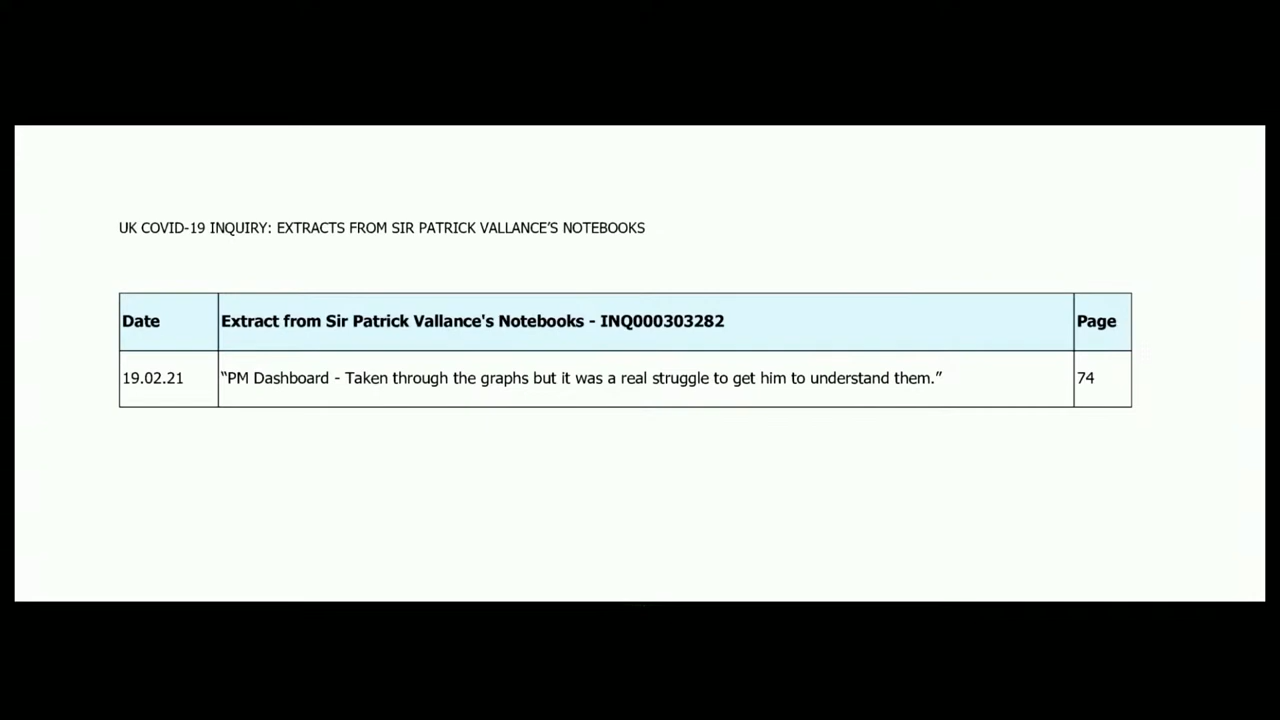 UK COVID-19 INQUIRY: EXTRACTS FROM SIR PATRICK VALLANCE’S NOTEBOOKS
Date Extract from Sir Patrick Vallance's Notebooks - INQ000303282 Page
19.02.21 “PM Dashboard - Taken through the graphs but it was a real struggle to get him to understand them.” 74